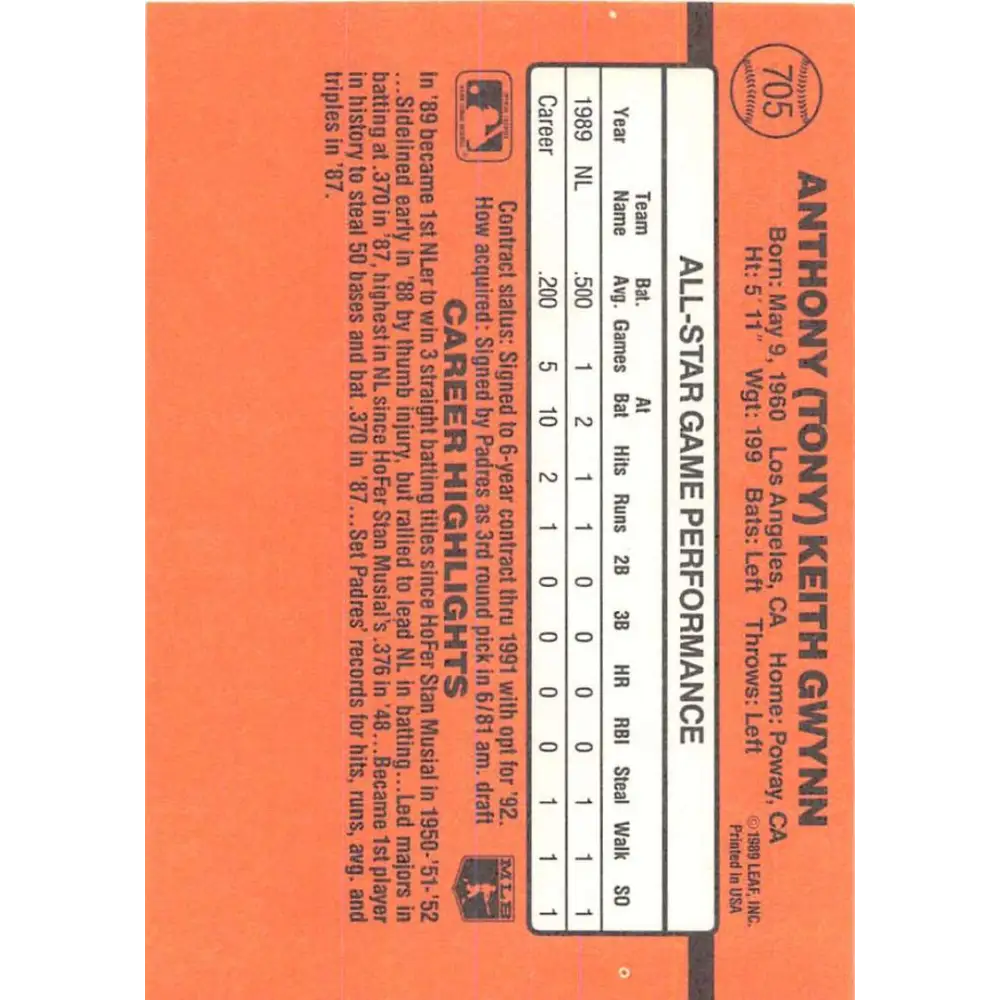 705
ANTHONY (TONY) KEITH GWYNN
Born: May 9, 1960 Los Angeles, CA Home: Poway, CA
Ht: 5´11˝ Wgt: 199 Bats: Left Throws: Left
© 1989 LEAF, INC.
Printed in USA
ALL-STAR GAME PERFORMANCE
Year Team Name Bat. Avg. Games At Bat Hits Runs 2B 3B HR RBI Steal Walk SO
1989 NL .500 1 2 1 1 0 0 0 0 1 1 1
Career .200 5 10 2 1 0 0 0 0 1 1 1
Contract status: Signed to 6-year contract thru 1991 with opt for '92.
How acquired: Signed by Padres as 3rd round pick in 6/81 am. draft
MLB
CAREER HIGHLIGHTS
In '89 became 1st NLer to win 3 straight batting titles since HoFer Stan Musial in 1950-'51-'52
...Sidelined early in '88 by thumb injury, but rallied to lead NL in batting...Led majors in
batting at .370 in '87, highest in NL since HoFer Stan Musial's .376 in '48...Became 1st player
in history to steal 50 bases and bat .370 in '87...Set Padres' records for hits, runs, avg. and
triples in '87.